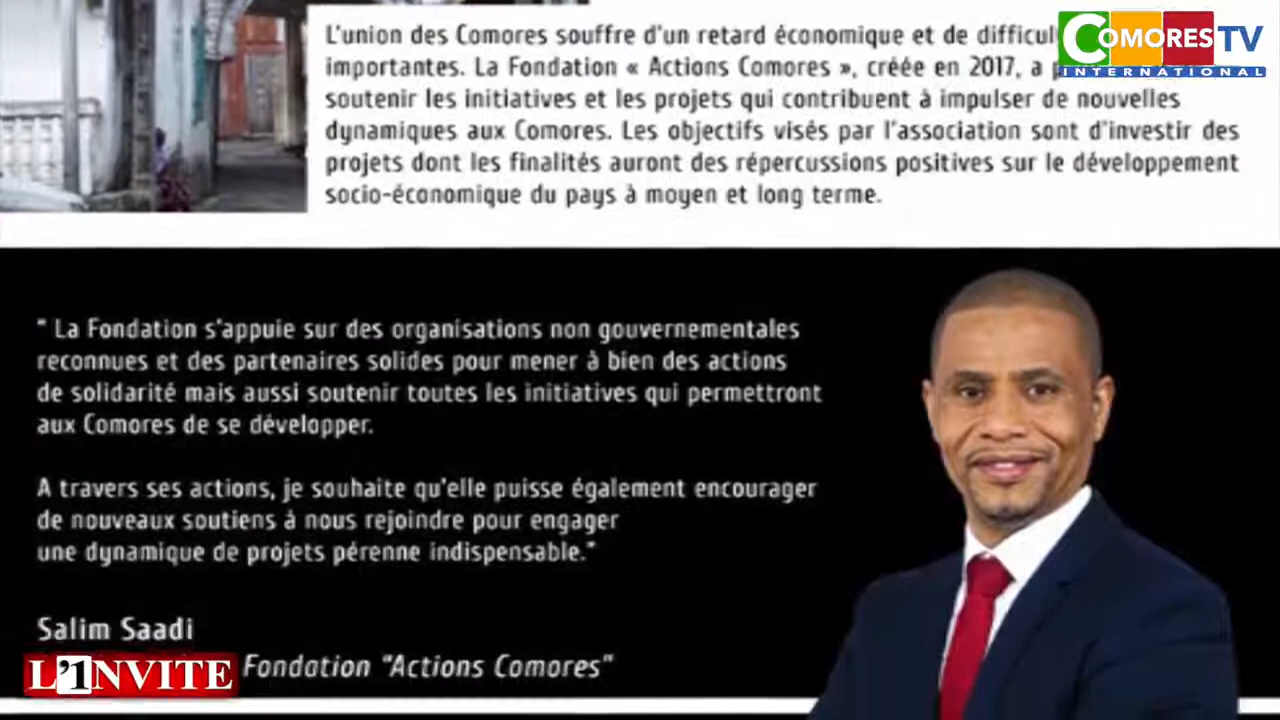 L'union des Comores souffre d'un retard économique et de
importantes. La Fondation « Actions Comores », créée en 2017, a
soutenir les initiatives et les projets qui contribuent à impulser de nouvelles
dynamiques aux Comores. Les objectifs visés par l'association sont d'investir des
projets dont les finalités auront des répercussions positives sur le développement
socio-économique du pays à moyen et long terme.
COMORES TV
INTERNATIONAL
" La Fondation s'appuie sur des organisations non gouvernementales
reconnues et des partenaires solides pour mener à bien des actions
de solidarité mais aussi soutenir toutes les initiatives qui permettront
aux Comores de se développer.
A travers ses actions, je souhaite qu'elle puisse également encourager
de nouveaux soutiens à nous rejoindre pour engager
une dynamique de projets pérenne indispensable."
Salim Saadi
Fondation "Actions Comores"
L'1NVITE